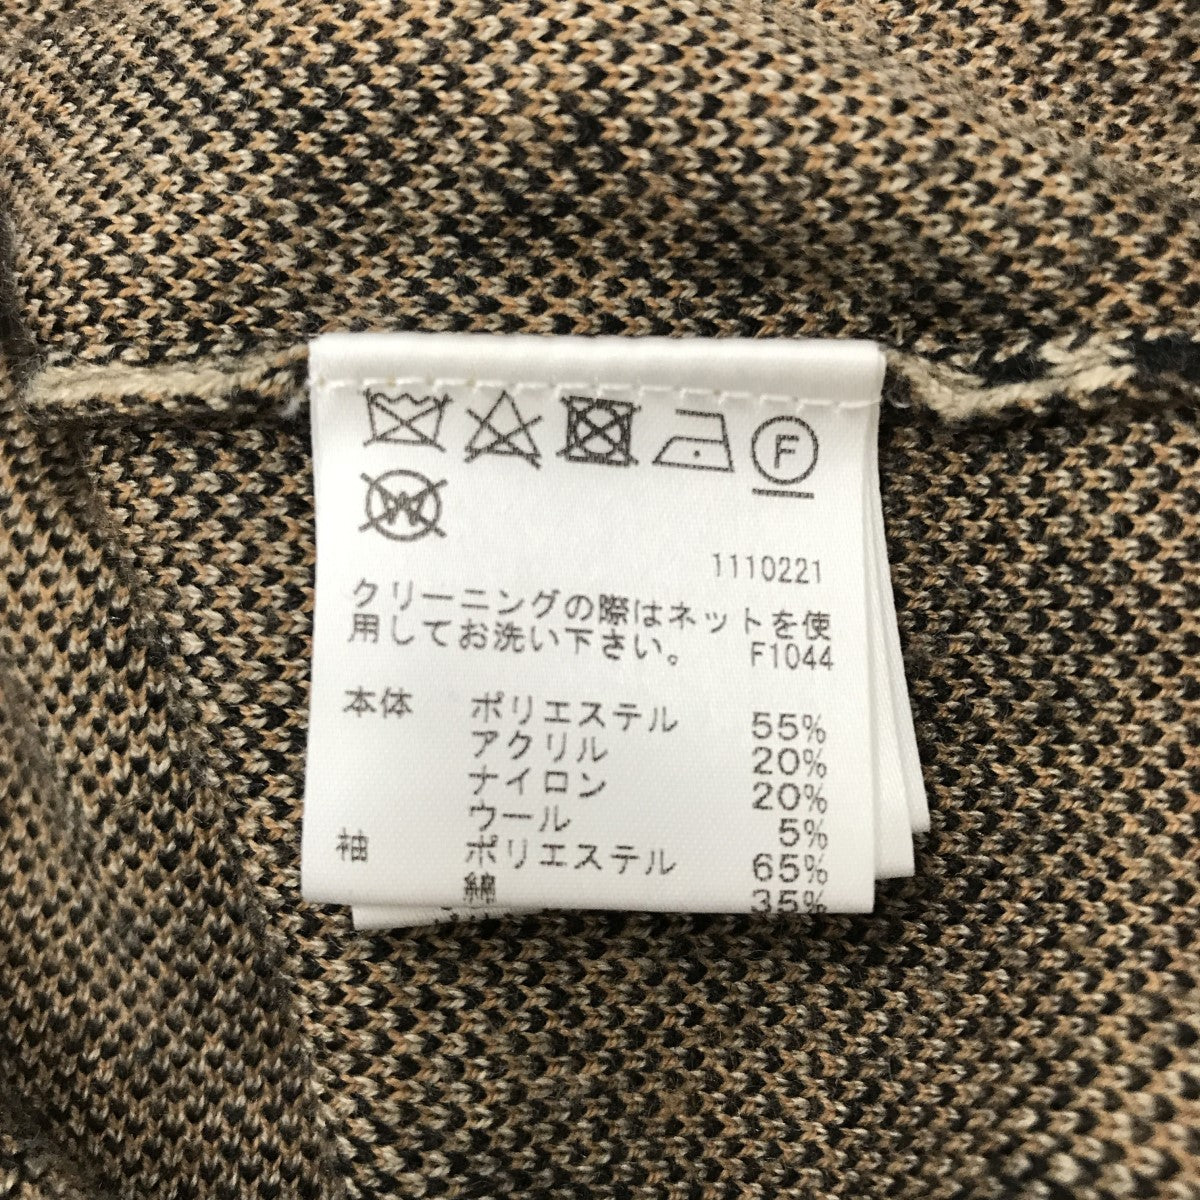 F
W
1110221
クリーニングの際はネットを使
用してお洗い下さい。 F1044
本体 ポリエステル 55%
アクリル 20%
ナイロン 20%
ウール 5%
袖 ポリエステル 65%
綿 35%